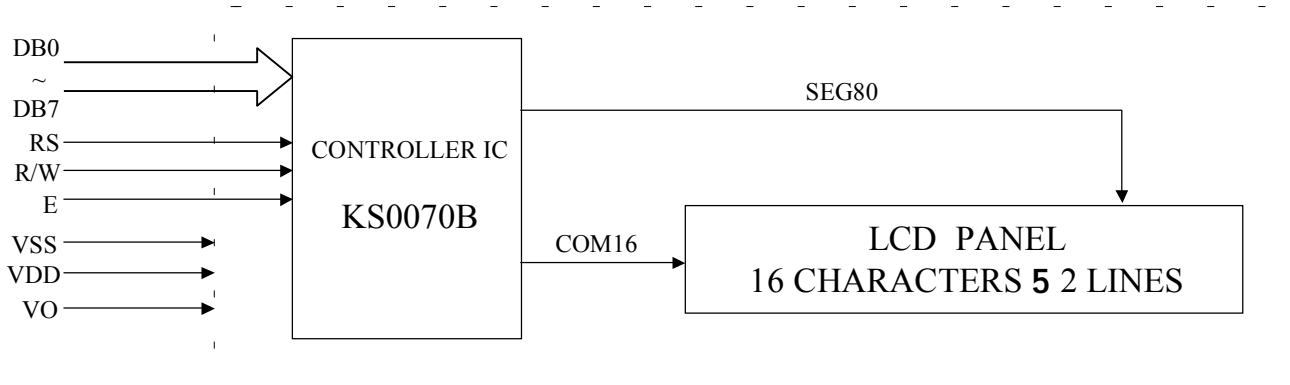 DB0
~
DB7
RS
R/W
E
VSS
VDD
VO
CONTROLLER IC
KS0070B
SEG80
COM16
LCD PANEL
16 CHARACTERS 5 2 LINES